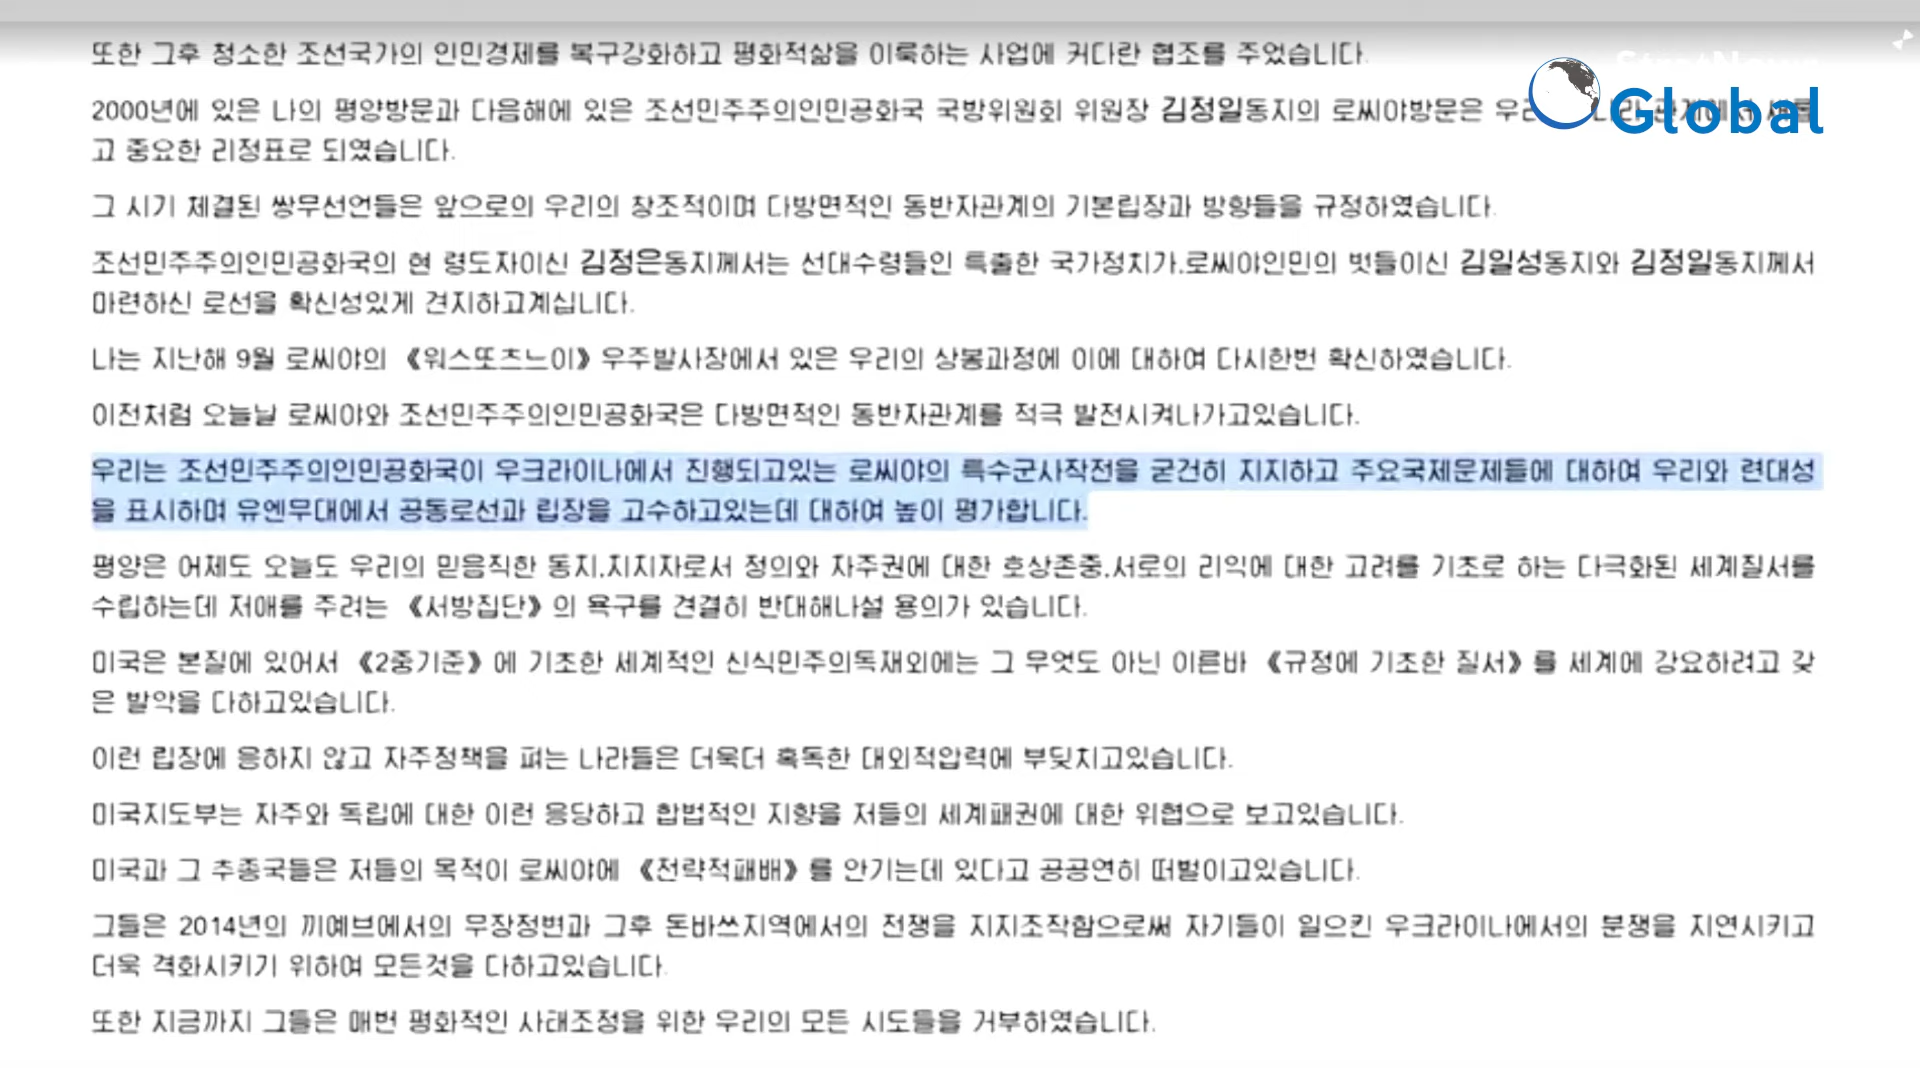 또한 그후 청소한 조선국가의 인민경제를 복구강화하고 평화적삶을 이룩하는 사업에 커다란 협조를 주었습니다.
StratNews
Global
2000년에 있은 나의 평양방문과 다음해에 있은 조선민주주의인민공화국 국방위원회 위원장 김정일동지의 로씨야방문은 우리 나라 관계에서 새롭
고 중요한 리정표로 되였습니다.
그 시기 체결된 쌍무선언들은 앞으로의 우리의 창조적이며 다방면적인 동반자관계의 기본립장과 방향들을 규정하였습니다.
조선민주주의인민공화국의 현 령도자이신 김정은동지께서는 선대수령들인 특출한 국가정치가,로씨야인민의 벗들이신 김일성동지와 김정일동지께서
마련하신 로선을 확신성있게 견지하고계십니다.
나는 지난해 9월 로씨야의 《워스또츠느이》우주발사장에서 있은 우리의 상봉과정에 이에 대하여 다시한번 확신하였습니다.
이전처럼 오늘날 로씨야와 조선민주주의인민공화국은 다방면적인 동반자관계를 적극 발전시켜나가고있습니다.
우리는 조선민주주의인민공화국이 우크라이나에서 진행되고있는 로씨야의 특수군사작전을 굳건히 지지하고 주요국제문제들에 대하여 우리와 련대성
을 표시하며 유엔무대에서 공동로선과 립장을 고수하고있는데 대하여 높이 평가합니다.
평양은 어제도 오늘도 우리의 믿음직한 동지,지지자로서 정의와 자주권에 대한 호상존중,서로의 리익에 대한 고려를 기초로 하는 다극화된 세계질서를
수립하는데 저애를 주려는 《서방집단》의 욕구를 견결히 반대해나설 용의가 있습니다.
미국은 본질에 있어서 《2중기준》에 기초한 세계적인 신식민주의독재외에는 그 무엇도 아닌 이른바 《규정에 기초한 질서》를 세계에 강요하려고 갖
은 발악을 다하고있습니다.
이런 립장에 응하지 않고 자주정책을 펴는 나라들은 더욱더 혹독한 대외적압력에 부딪치고있습니다.
미국지도부는 자주와 독립에 대한 이런 응당하고 합법적인 지향을 저들의 세계패권에 대한 위협으로 보고있습니다.
미국과 그 추종국들은 저들의 목적이 로씨야에 《전략적패배》를 안기는데 있다고 공공연히 떠벌이고있습니다.
그들은 2014년의 끼예브에서의 무장정변과 그후 돈바쓰지역에서의 전쟁을 지지조작함으로써 자기들이 일으킨 우크라이나에서의 분쟁을 지연시키고
더욱 격화시키기 위하여 모든것을 다하고있습니다.
또한 지금까지 그들은 매번 평화적인 사태조정을 위한 우리의 모든 시도들을 거부하였습니다.